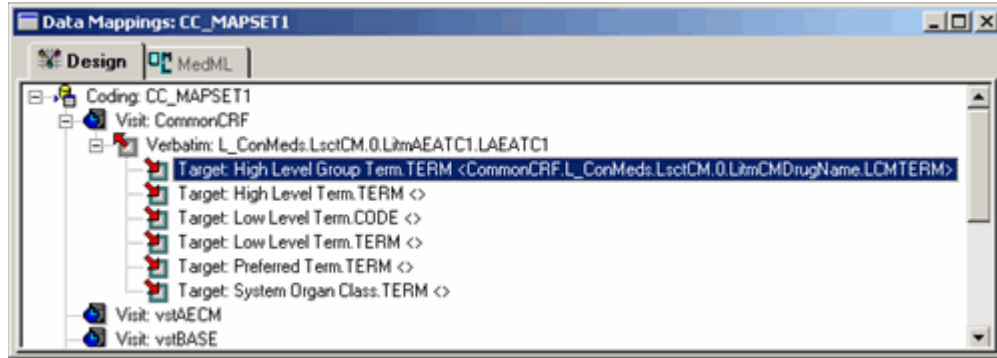 Data Mappings: CC_MAPSET1
Design MedML
Coding: CC_MAPSET1
Visit: CommonCRF
Verbatim: L_ConMeds.LsctCM.0.LitmAEATC1.LAEATC1
Target: High Level Group Term.TERM <CommonCRF.L_ConMeds.LsctCM.0.LitmCMDrugName.LCMTERM>
Target: High Level Term.TERM <>
Target: Low Level Term.CODE <>
Target: Low Level Term.TERM <>
Target: Preferred Term.TERM <>
Target: System Organ Class.TERM <>
Visit: vstAECM
Visit: vstBASE